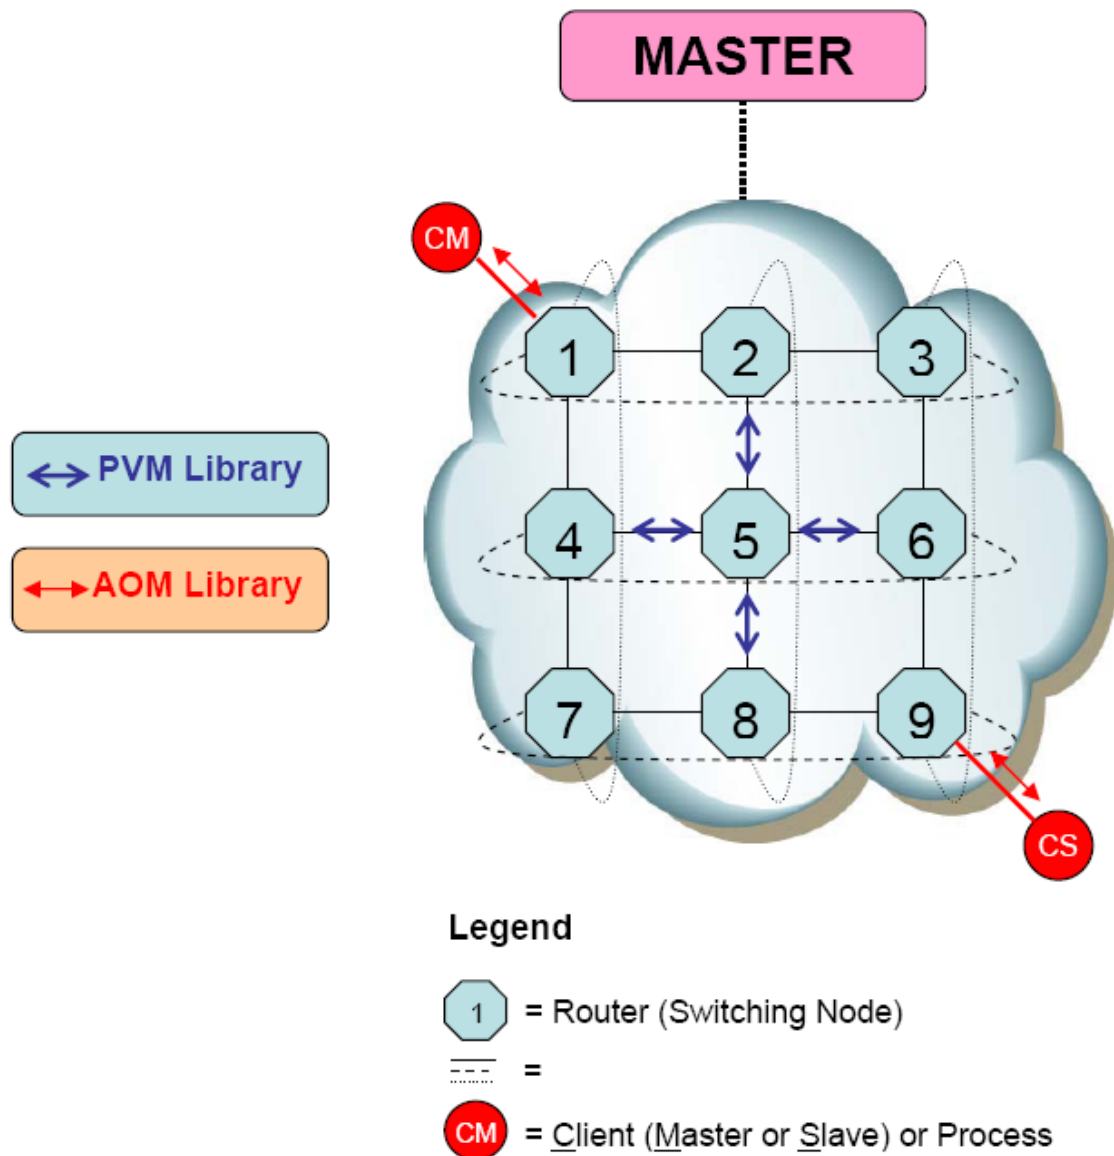 MASTER
CM
1
2
3
PVM Library
4
5
6
AOM Library
7
8
9
CS
Legend
1 = Router (Switching Node)
=
CM = Client (Master or Slave) or Process